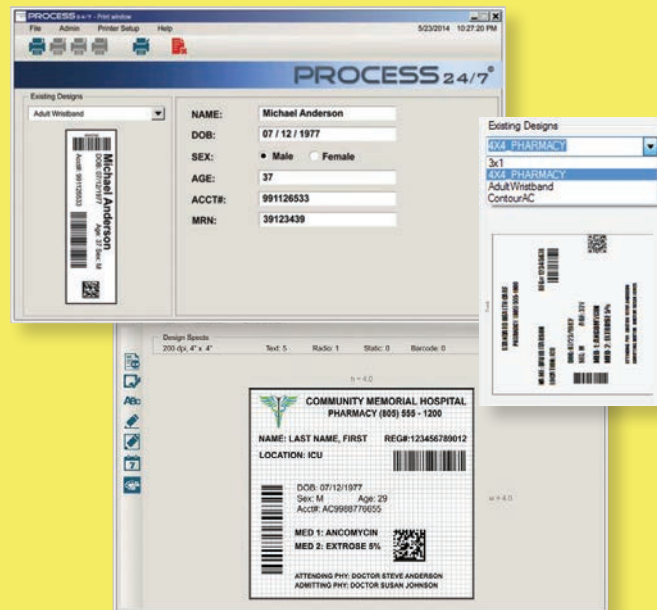 PROCESS 24/7 - Print window
File Admin Printer Setup Help
5/23/2014 10:27:20 PM
PROCESS 24/7
Existing Designs
Adult Wristband
Michael Anderson
DOB: 07/12/1977 Age: 37 Sex: M
Acct#: 991126533
NAME: Michael Anderson
DOB: 07 / 12 / 1977
SEX: Male Female
AGE: 37
ACCT#: 991126533
MRN: 39123439
Existing Designs
4X4_PHARMACY
3x1
4X4_PHARMACY
AdultWristband
ContourAC
Design Specs
200 dpi, 4" x 4" Text: 5 Radio: 1 Static: 0 Barcode: 0
h = 4.0
w = 4.0
ABC
7
COMMUNITY MEMORIAL HOSPITAL
PHARMACY (805) 555 - 1200
NAME: LAST NAME, FIRST REG#:123456789012
LOCATION: ICU
DOB: 07/12/1977
Sex: M Age: 29
Acct#: AC9988776655
MED 1: ANCOMYCIN
MED 2: EXTROSE 5%
ATTENDING PHY: DOCTOR STEVE ANDERSON
ADMITTING PHY: DOCTOR SUSAN JOHNSON